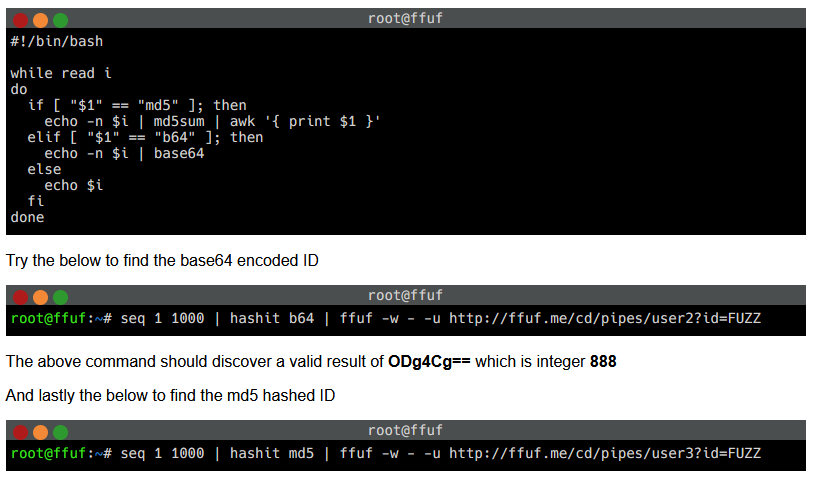 root@ffuf
#!/bin/bash
while read i
do
  if [ "$1" == "md5" ]; then
    echo -n $i | md5sum | awk '{ print $1 }'
  elif [ "$1" == "b64" ]; then
    echo -n $i | base64
  else
    echo $i
  fi
done
Try the below to find the base64 encoded ID
root@ffuf
root@ffuf:~# seq 1 1000 | hashit b64 | ffuf -w - -u http://ffuf.me/cd/pipes/user2?id=FUZZ
The above command should discover a valid result of ODg4Cg== which is integer 888
And lastly the below to find the md5 hashed ID
root@ffuf
root@ffuf:~# seq 1 1000 | hashit md5 | ffuf -w - -u http://ffuf.me/cd/pipes/user3?id=FUZZ